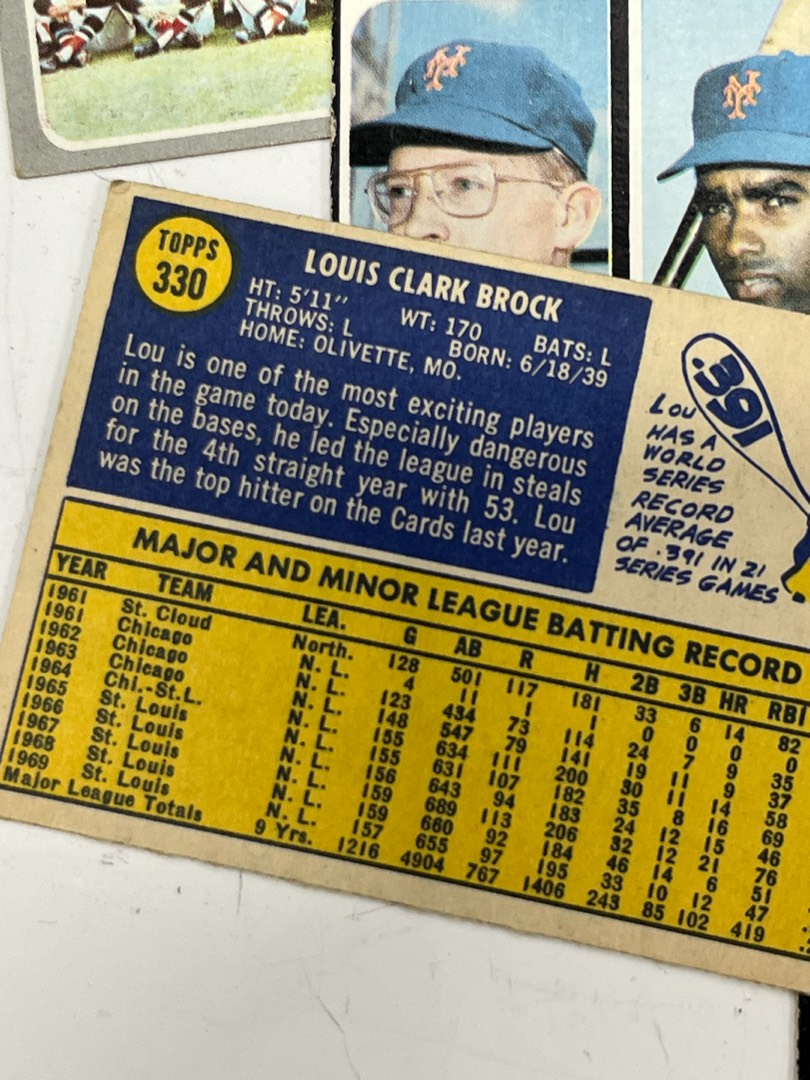 NY
NY
TOPPS
330
LOUIS CLARK BROCK
HT: 5'11" WT: 170 BATS: L
THROWS: L BORN: 6/18/39
HOME: OLIVETTE, MO.
Lou is one of the most exciting players
in the game today. Especially dangerous
on the bases, he led the league in steals
for the 4th straight year with 53. Lou
was the top hitter on the Cards last year.
.391
LOU
HAS A
WORLD
SERIES
RECORD
AVERAGE
OF .391 IN 21
SERIES GAMES
MAJOR AND MINOR LEAGUE BATTING RECORD
YEAR TEAM LEA. G AB R H 2B 3B HR RBI
1961 St. Cloud North. 128 501 117 181 33 6 14 82
1961 Chicago N. L. 4 11 1 1 0 0 0 0
1962 Chicago N. L. 123 434 73 114 24 7 9 35
1963 Chicago N. L. 148 547 79 141 19 11 9 37
1964 Chi.-St.L. N. L. 155 634 111 200 30 11 14 58
1965 St. Louis N. L. 155 631 107 182 35 8 16 69
1966 St. Louis N. L. 156 643 94 183 24 12 15 46
1967 St. Louis N. L. 159 689 113 206 32 12 21 76
1968 St. Louis N. L. 159 660 92 184 46 14 6 51
1969 St. Louis N. L. 157 655 97 195 33 10 12 47
Major League Totals 9 Yrs. 1216 4904 767 1406 243 85 102 419